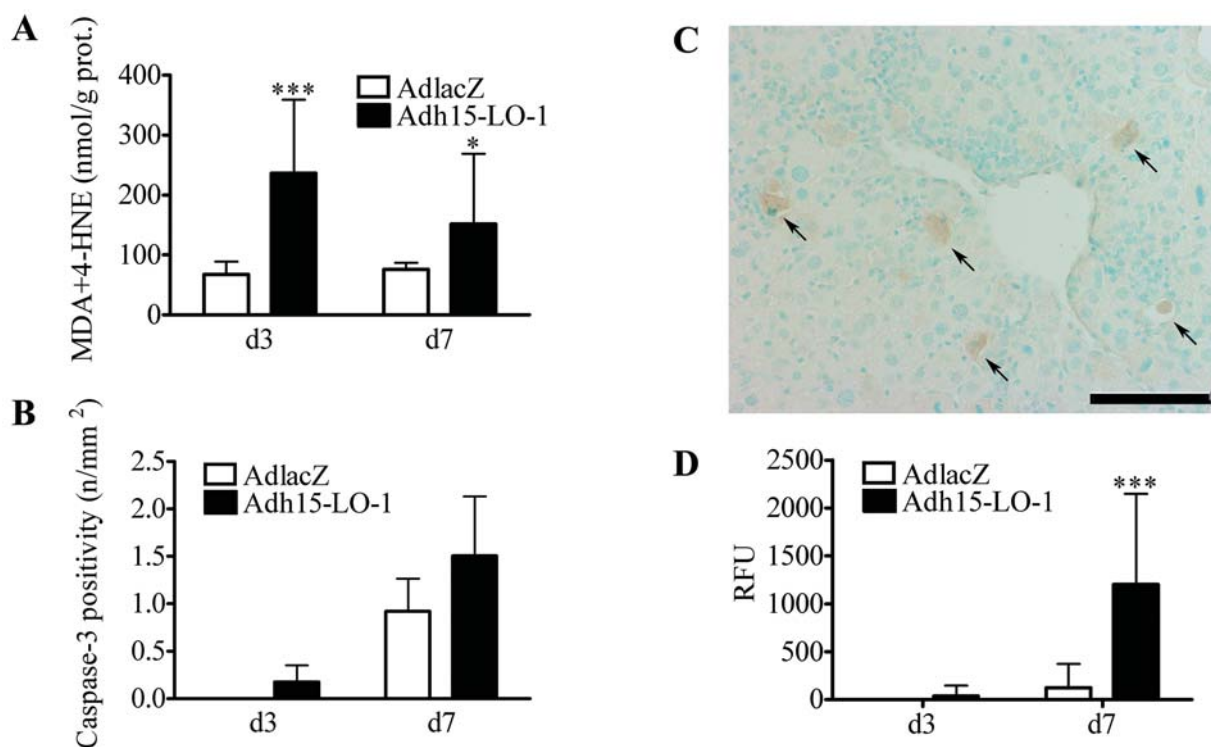 A
MDA+4-HNE (nmol/g prot.)
400
300
200
100
0
AdlacZ
Adh15-LO-1
***
*
d3
d7
B
Caspase-3 positivity (n/mm ²)
2.5
2.0
1.5
1.0
0.5
0.0
AdlacZ
Adh15-LO-1
d3
d7
C
D
RFU
2500
2000
1500
1000
500
0
AdlacZ
Adh15-LO-1
***
d3
d7